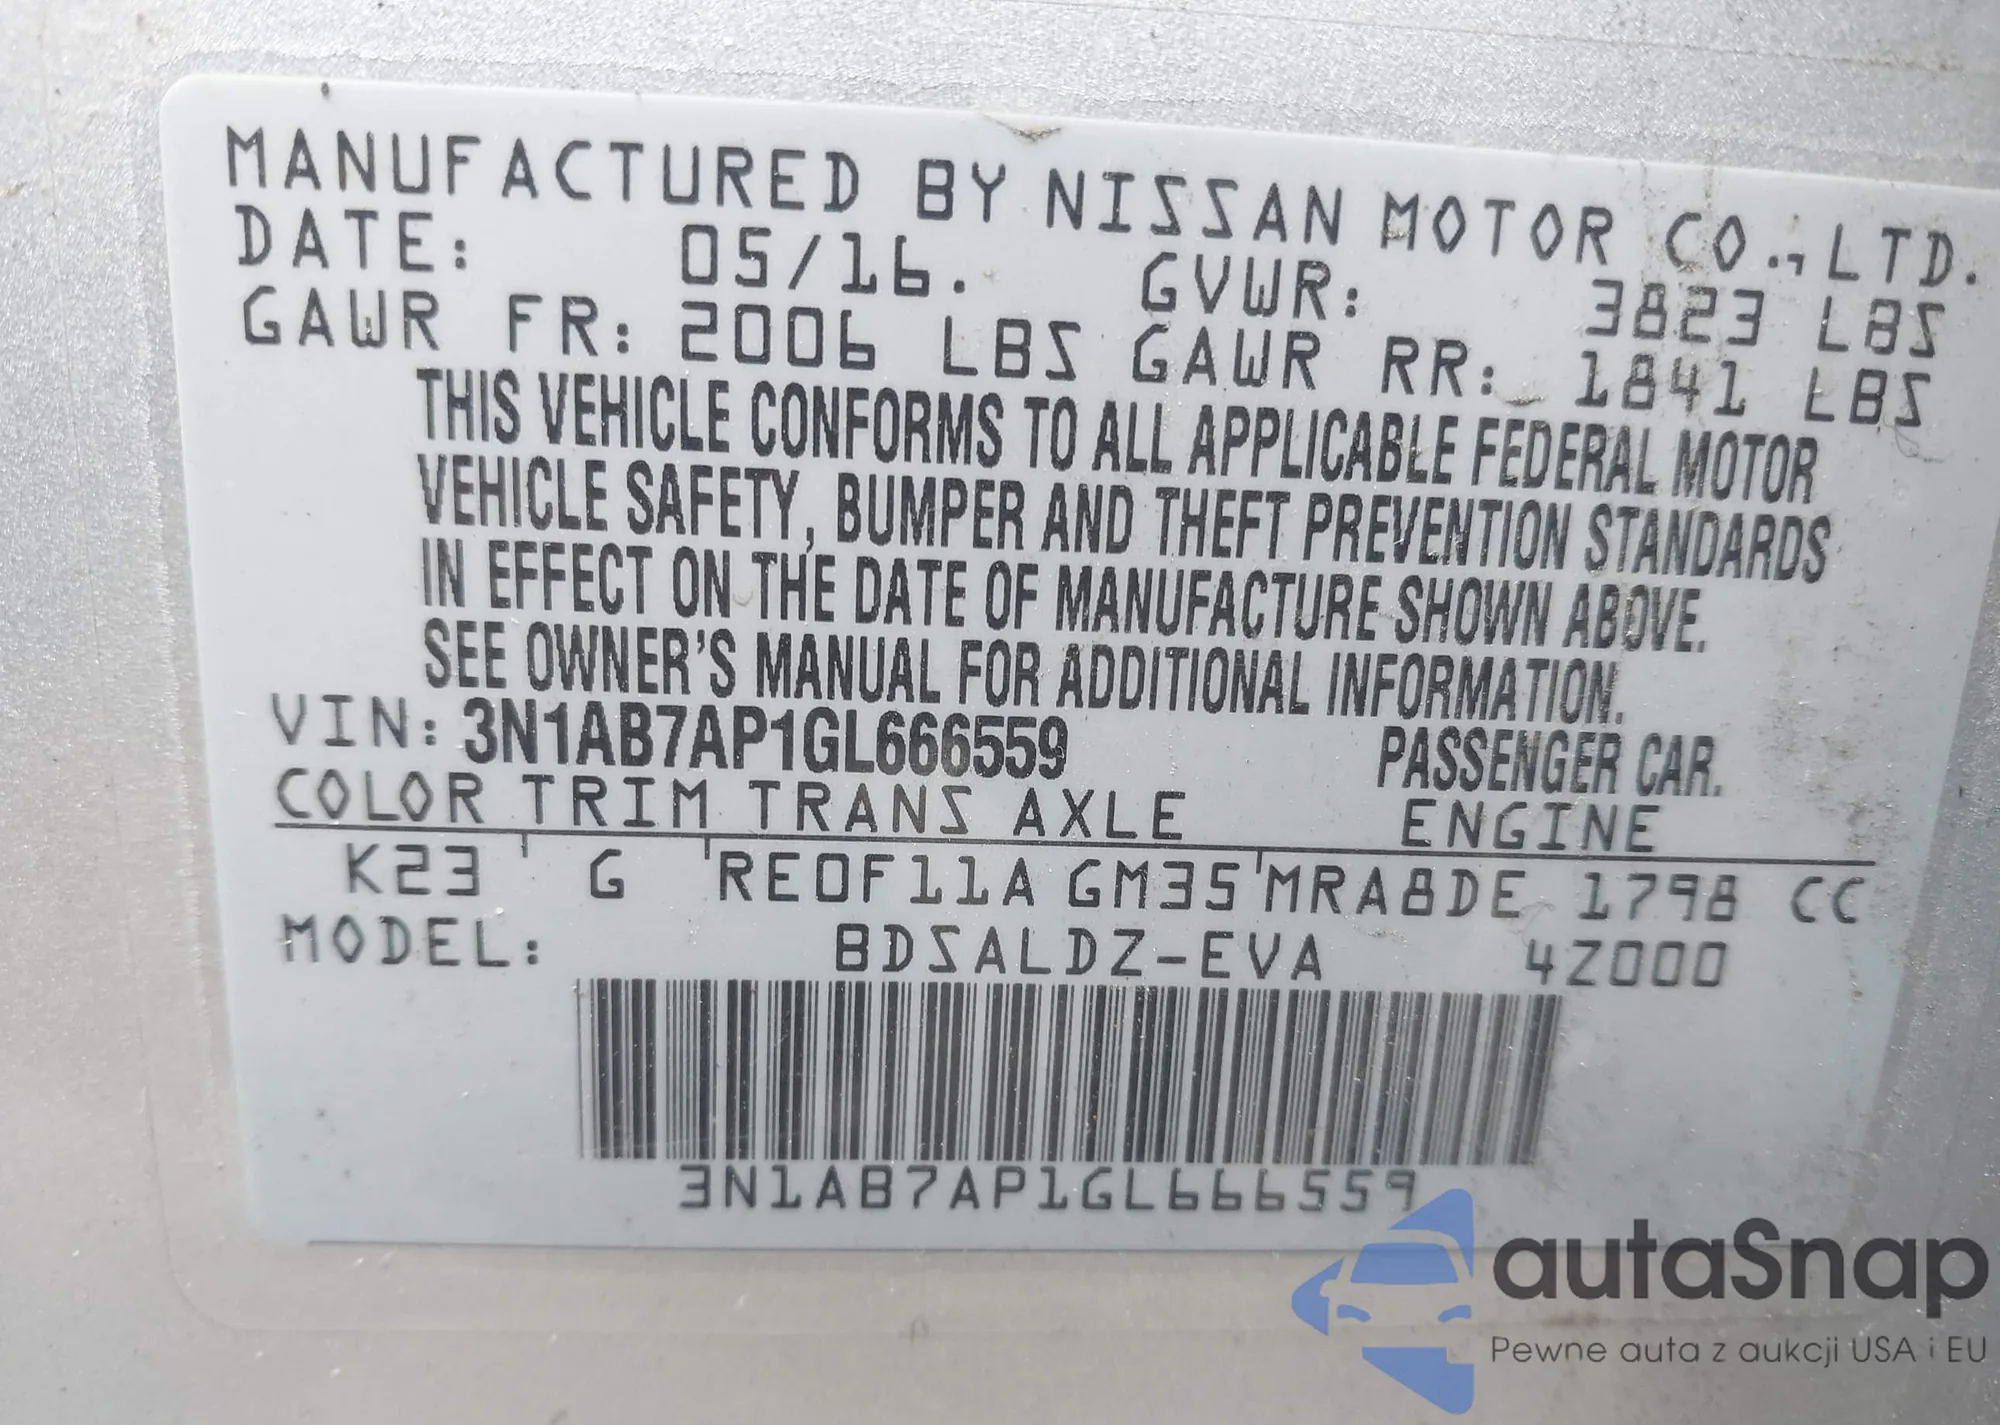 MANUFACTURED BY NISSAN MOTOR CO., LTD.
DATE: 05/16. GVWR: 3823 LBS
GAWR FR: 2006 LBS GAWR RR: 1841 LBS
THIS VEHICLE CONFORMS TO ALL APPLICABLE FEDERAL MOTOR
VEHICLE SAFETY, BUMPER AND THEFT PREVENTION STANDARDS
IN EFFECT ON THE DATE OF MANUFACTURE SHOWN ABOVE.
SEE OWNER'S MANUAL FOR ADDITIONAL INFORMATION.
VIN: 3N1AB7AP1GL666559 PASSENGER CAR.
COLOR TRIM TRANS AXLE ENGINE
K23 G RE0F11A GM35 MRA8DE 1798 CC
MODEL: BDSALDZ-EVA 4Z000
3N1AB7AP1GL666559
autaSnap
Pewne auta z aukcji USA i EU